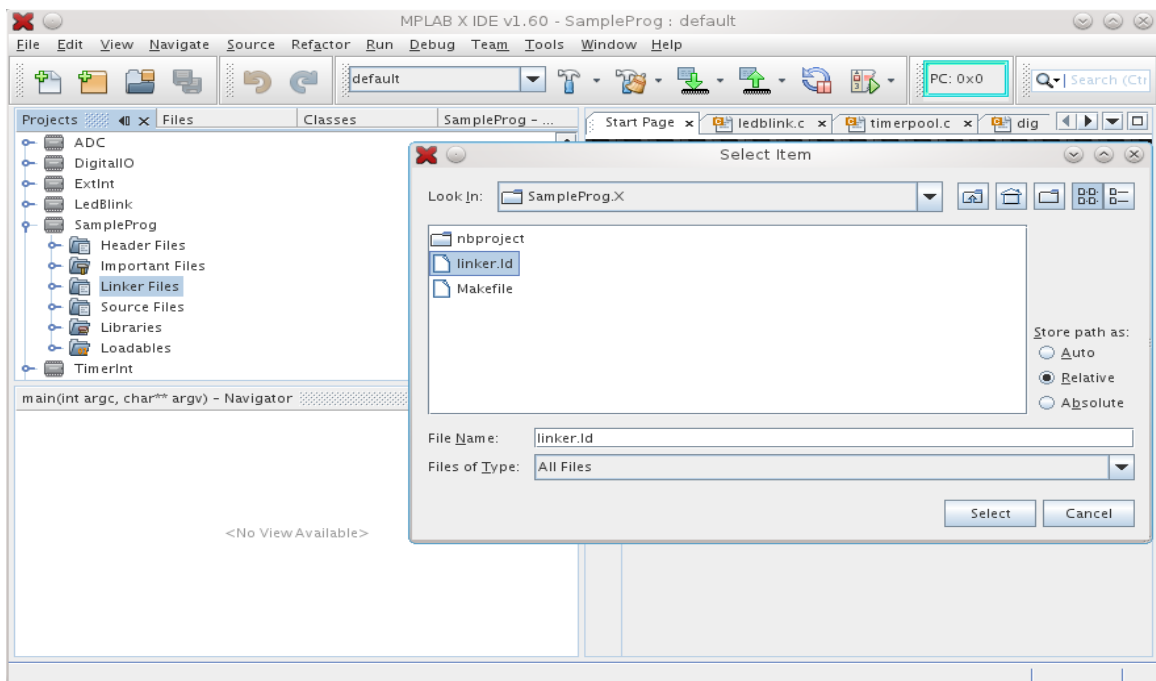 MPLAB X IDE v1.60 - SampleProg : default
File Edit View Navigate Source Refactor Run Debug Team Tools Window Help
default
PC: 0x0
Search (Ctr
Projects Files Classes SampleProg - ...
Start Page ledblink.c timerpool.c dig
ADC
DigitalIO
ExtInt
LedBlink
SampleProg
Header Files
Important Files
Linker Files
Source Files
Libraries
Loadables
TimerInt
main(int argc, char** argv) - Navigator
<No View Available>
Select Item
Look In: SampleProg.X
nbproject
linker.ld
Makefile
Store path as:
Auto
Relative
Absolute
File Name: linker.ld
Files of Type: All Files
Select Cancel